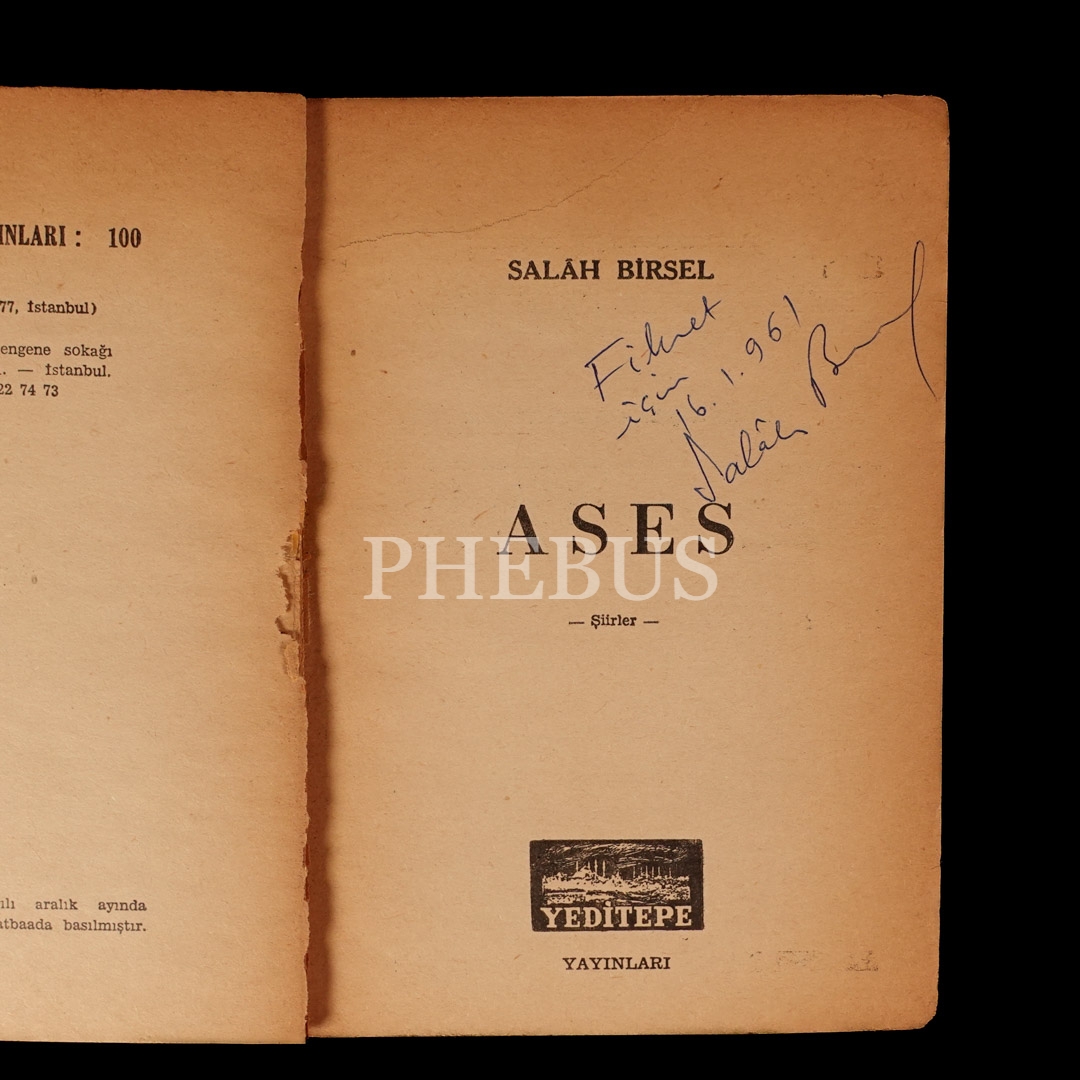 INLARI : 100
77, İstanbul)
engene sokağı
. — İstanbul.
22 74 73
ılı aralık ayında
atbaada basılmıştır.
SALÂH BİRSEL
Fikret
için
16.1.961
Salâh Birsel
ASES
PHEBUS
— Şiirler —
YEDİTEPE
YAYINLARI